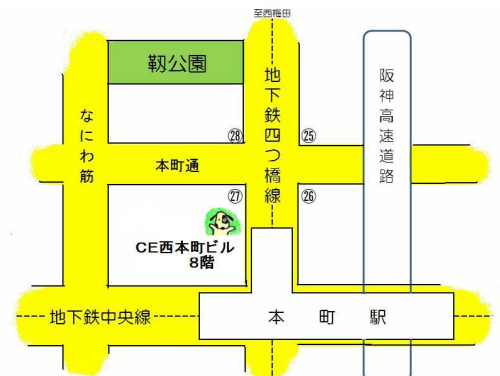 至西梅田
靭公園
地下鉄四つ橋線
阪神高速道路
なにわ筋
㉘
㉕
本町通
㉗
㉖
CE西本町ビル
8階
地下鉄中央線
本町駅